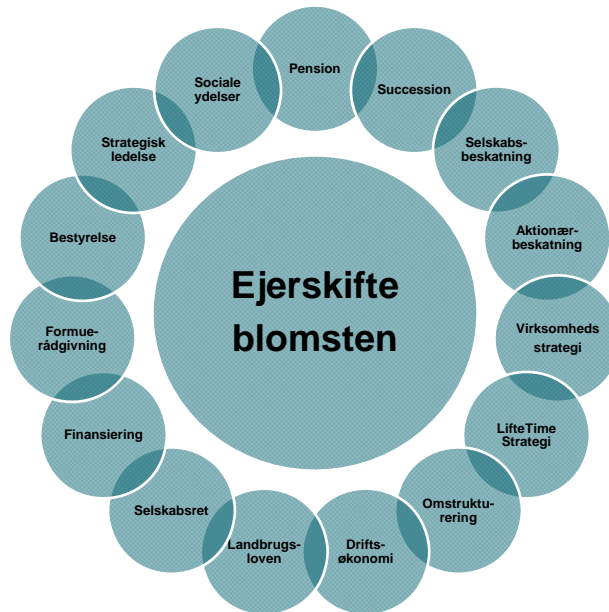 Ejerskifte
blomsten
Pension
Succession
Selskabs-
beskatning
Aktionær-
beskatning
Virksomheds
strategi
LifteTime
Strategi
Omstruktu-
rering
Drifts-
økonomi
Landbrugs-
loven
Selskabsret
Finansiering
Formue-
rådgivning
Bestyrelse
Strategisk
ledelse
Sociale
ydelser